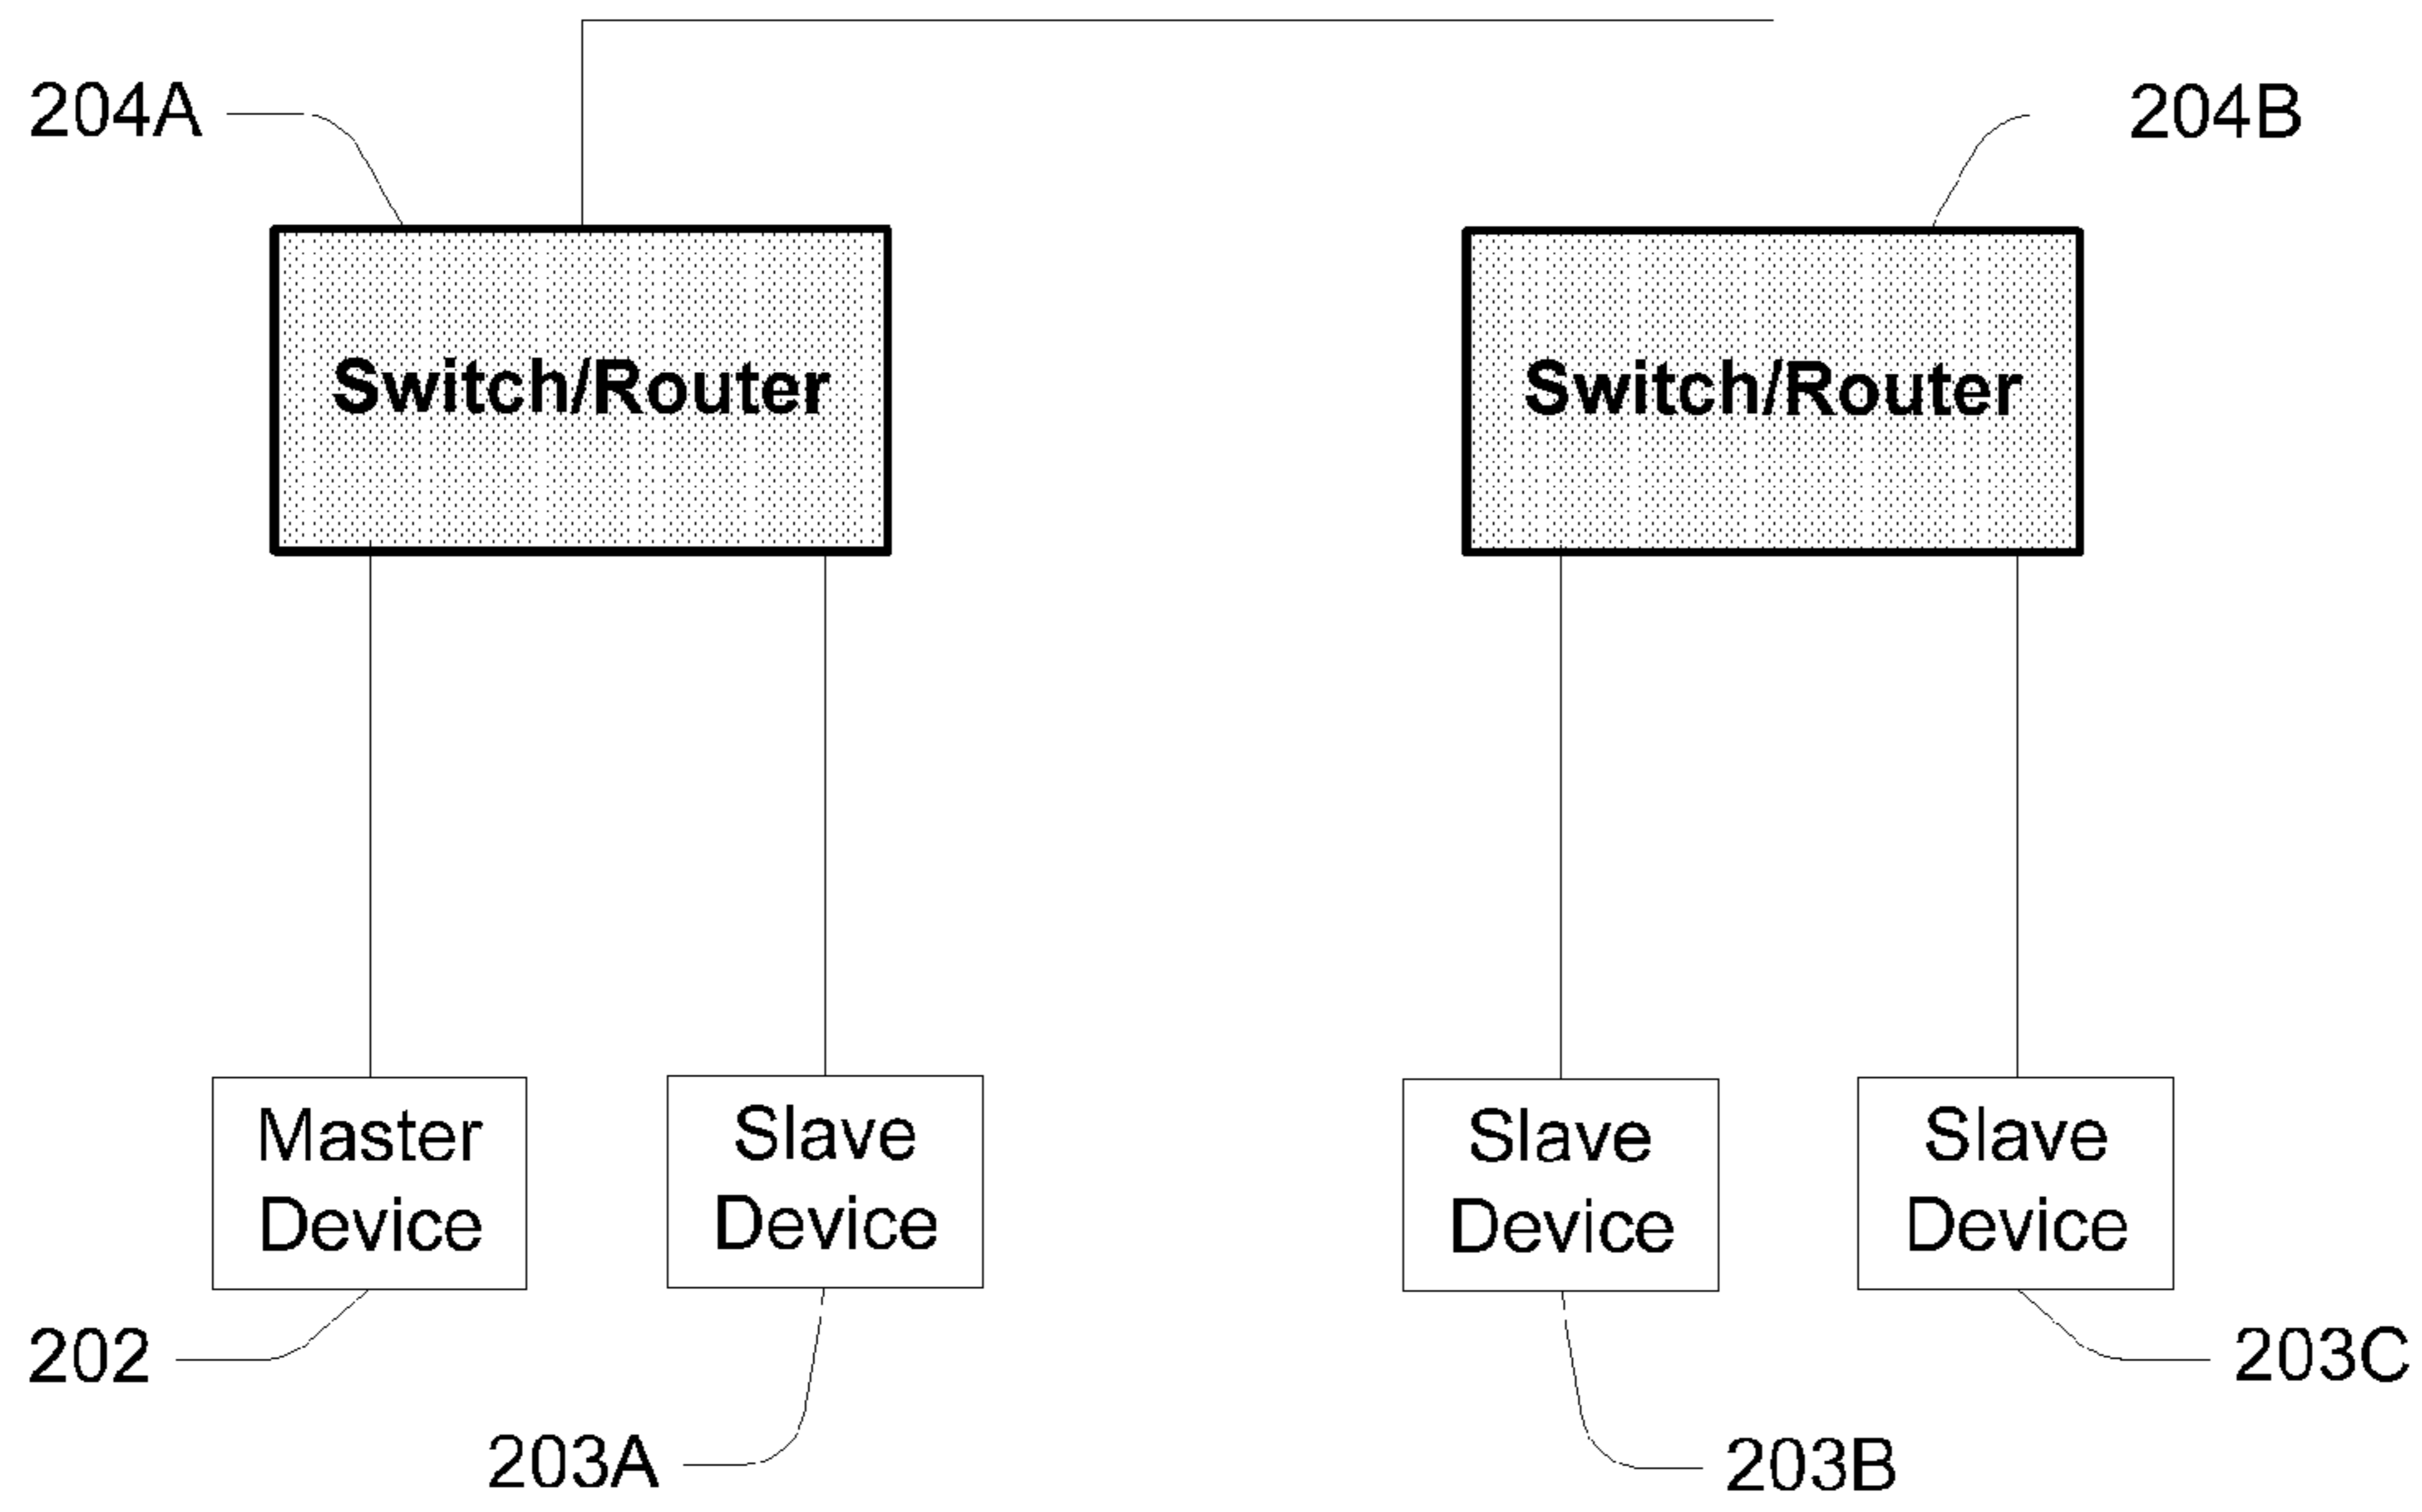 204A
204B
Switch/Router
Switch/Router
Master
Device
Slave
Device
Slave
Device
Slave
Device
202
203A
203B
203C